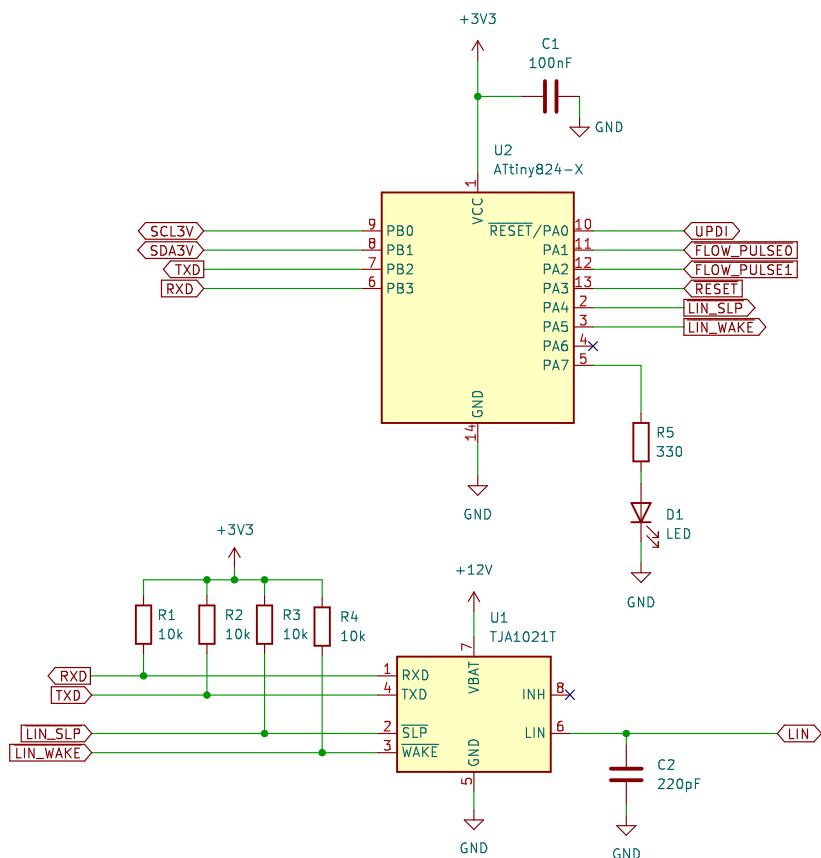 +3V3
C1
100nF
GND
U2
ATtiny824-X
1
VCC
SCL3V 9 PB0 RESET/PA0 10 UPDI
SDA3V 8 PB1 PA1 11 FLOW_PULSE0
TXD 7 PB2 PA2 12 FLOW_PULSE1
RXD 6 PB3 PA3 13 RESET
PA4 2 LIN_SLP
PA5 3 LIN_WAKE
PA6 4
PA7 5
GND
14
GND
R5
330
D1
LED
GND
+3V3
R1
10k
R2
10k
R3
10k
R4
10k
+12V
U1
TJA1021T
7
VBAT
RXD 1 RXD
TXD 4 TXD INH 8
LIN_SLP 2 SLP LIN 6 LIN
LIN_WAKE 3 WAKE
GND
5
GND
C2
220pF
GND